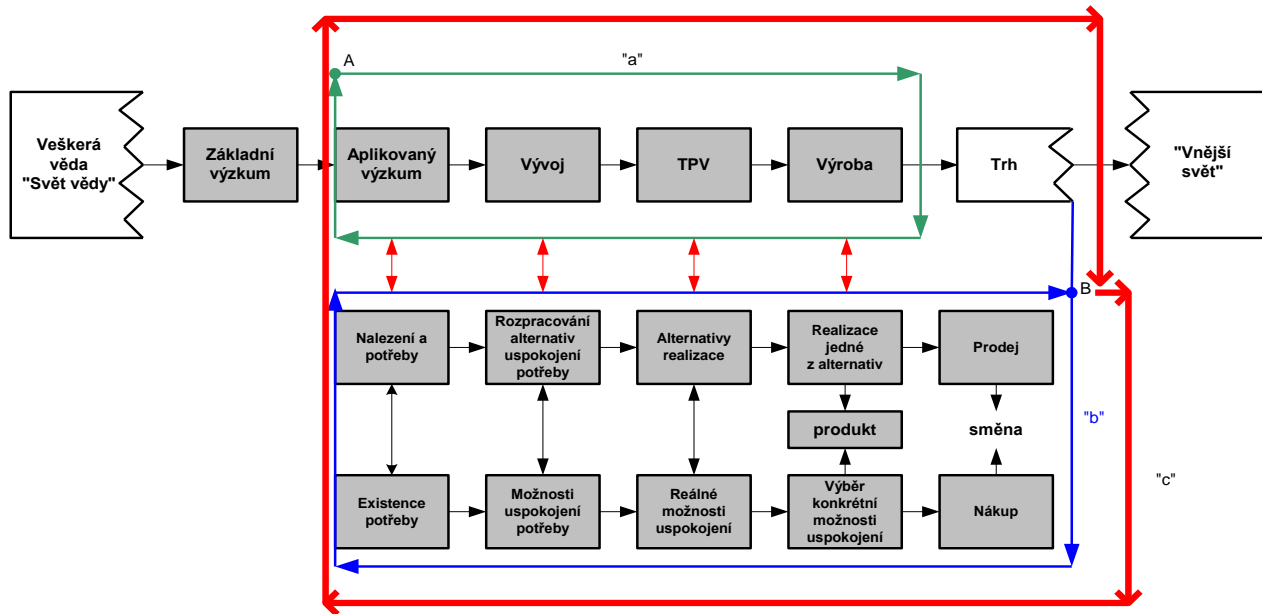 A
"a"
Veškerá
věda
"Svět vědy"
Základní
výzkum
Aplikovaný
výzkum
Vývoj
TPV
Výroba
Trh
"Vnější
svět"
B
Nalezení a
potřeby
Rozpracování
alternativ
uspokojení
potřeby
Alternativy
realizace
Realizace
jedné
z alternativ
Prodej
produkt
směna
"b"
"c"
Existence
potřeby
Možnosti
uspokojení
potřeby
Reálné
možnosti
uspokojení
Výběr
konkrétní
možnosti
uspokojení
Nákup